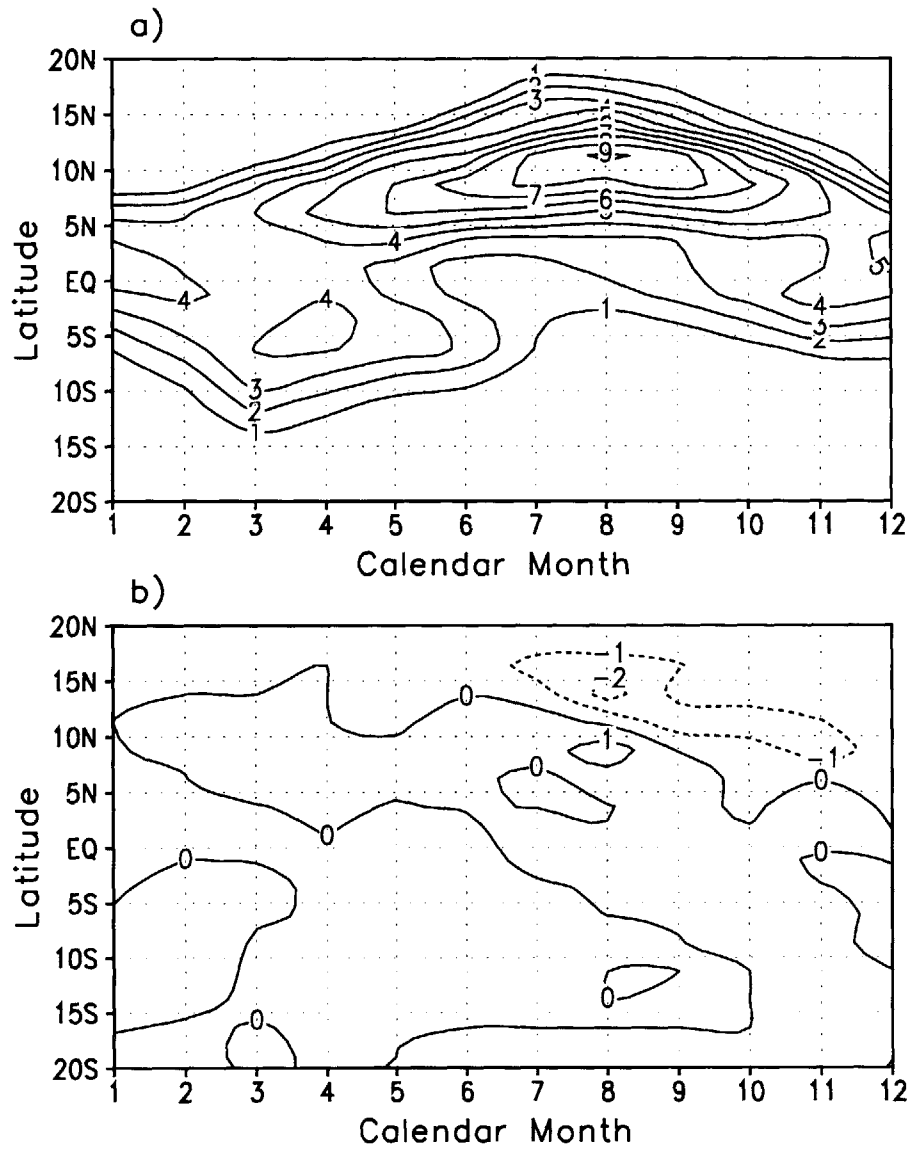 a)
20N
15N
10N
5N
EQ
5S
10S
15S
20S
Latitude
1 2 3 4 5 6 7 8 9 10 11 12
Calendar Month
1
3
9
7
6
4
4
4
4
5
1
3
2
3
2
1
b)
20N
15N
10N
5N
EQ
5S
10S
15S
20S
Latitude
1 2 3 4 5 6 7 8 9 10 11 12
Calendar Month
-1
-2
0
1
-1
0
0
0
0
0
0
0